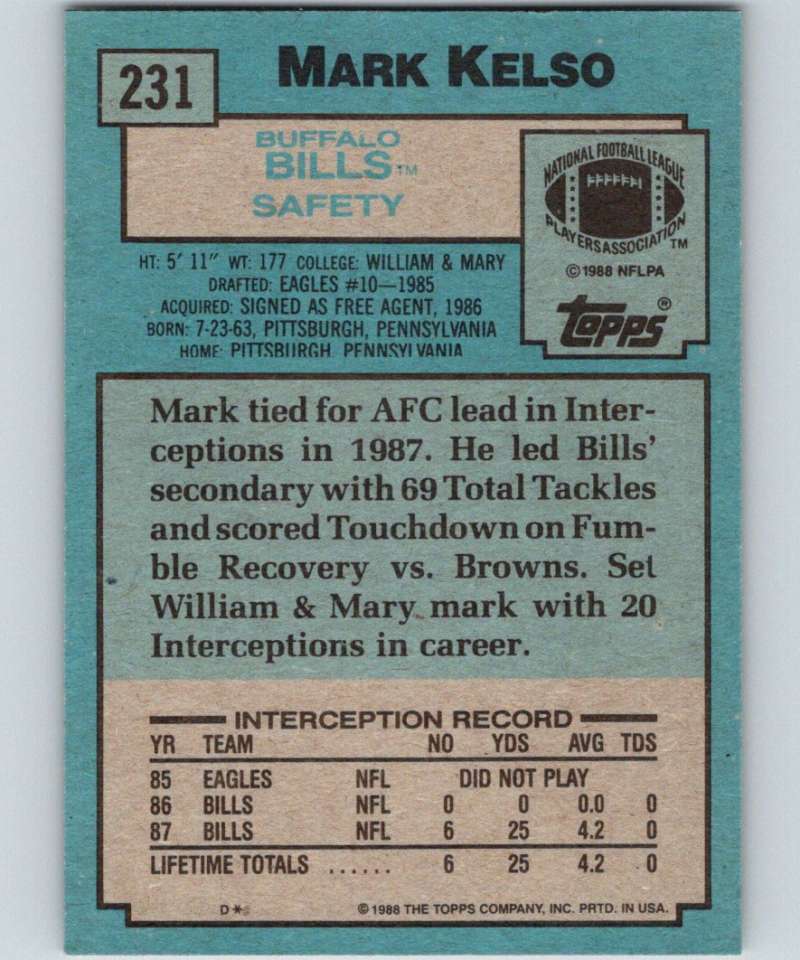 231
MARK KELSO
BUFFALO
BILLS™
SAFETY
NATIONAL FOOTBALL LEAGUE
PLAYERS ASSOCIATION™
©1988 NFLPA
Topps®
HT: 5' 11" WT: 177 COLLEGE: WILLIAM & MARY
DRAFTED: EAGLES #10—1985
ACQUIRED: SIGNED AS FREE AGENT, 1986
BORN: 7-23-63, PITTSBURGH, PENNSYLVANIA
HOME: PITTSBURGH, PENNSYLVANIA
Mark tied for AFC lead in Inter-
ceptions in 1987. He led Bills'
secondary with 69 Total Tackles
and scored Touchdown on Fum-
ble Recovery vs. Browns. Set
William & Mary mark with 20
Interceptions in career.
INTERCEPTION RECORD
YR TEAM NO YDS AVG TDS
85 EAGLES NFL DID NOT PLAY
86 BILLS NFL 0 0 0.0 0
87 BILLS NFL 6 25 4.2 0
LIFETIME TOTALS ...... 6 25 4.2 0
D* ©1988 THE TOPPS COMPANY, INC. PRTD. IN USA.